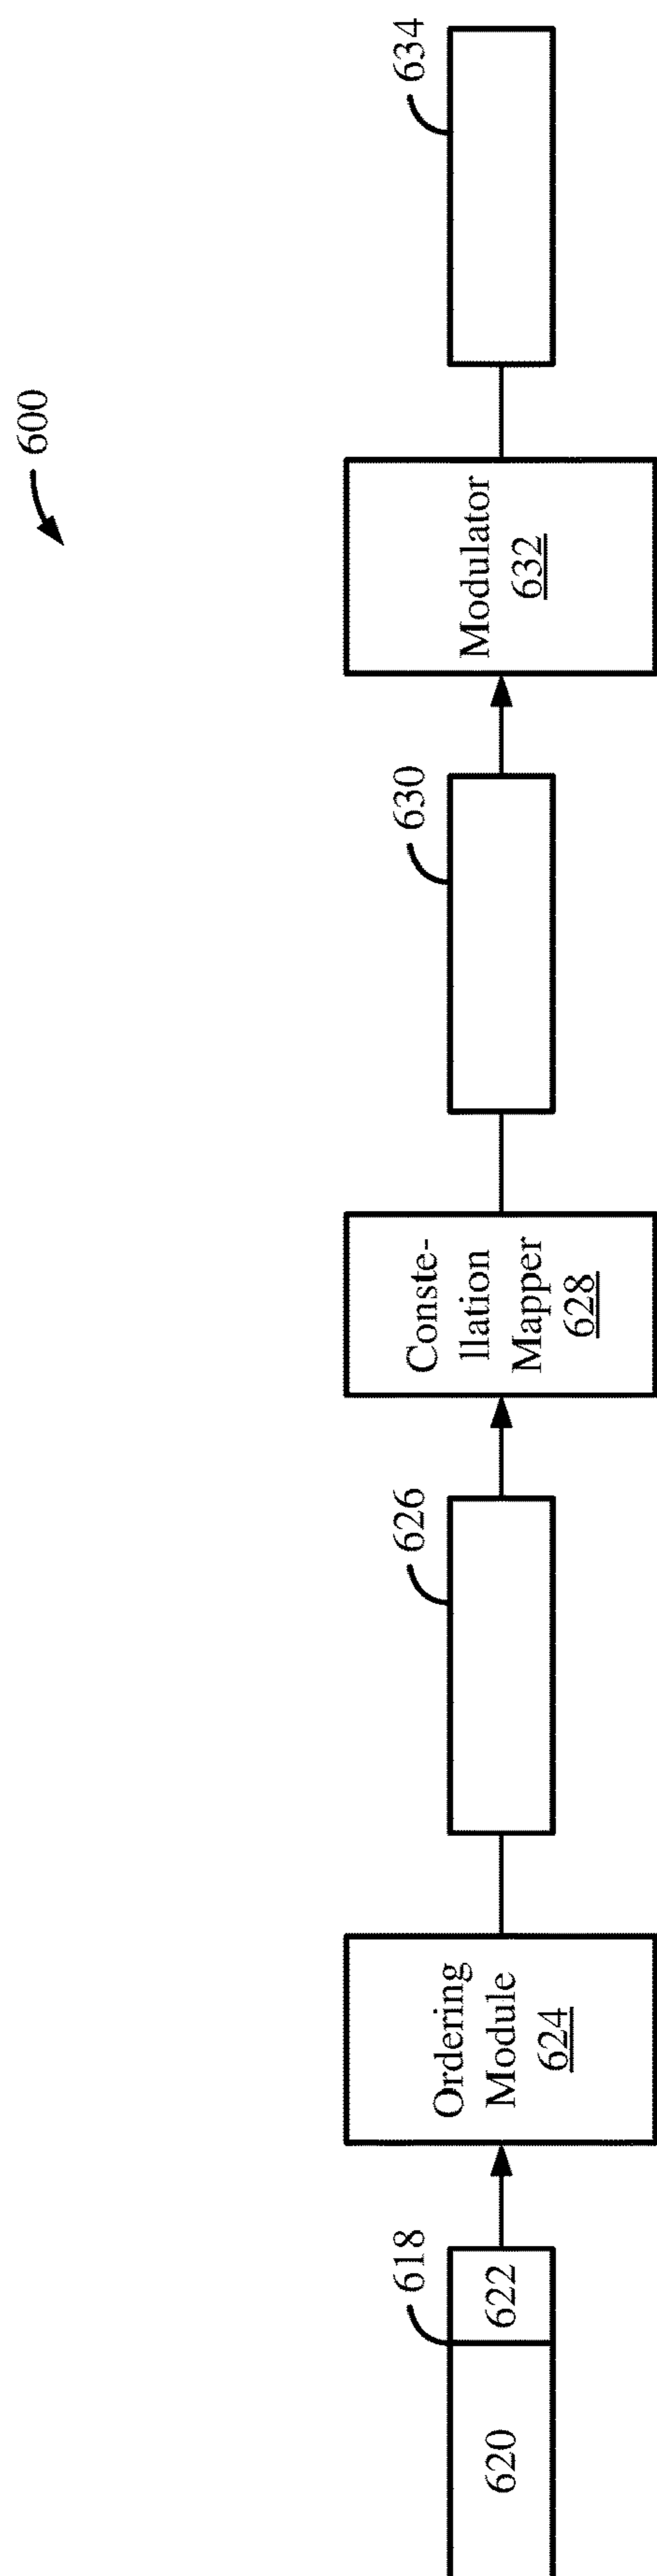 600
618
620
622
Ordering
Module
624
626
Conste-
llation
Mapper
628
630
Modulator
632
634